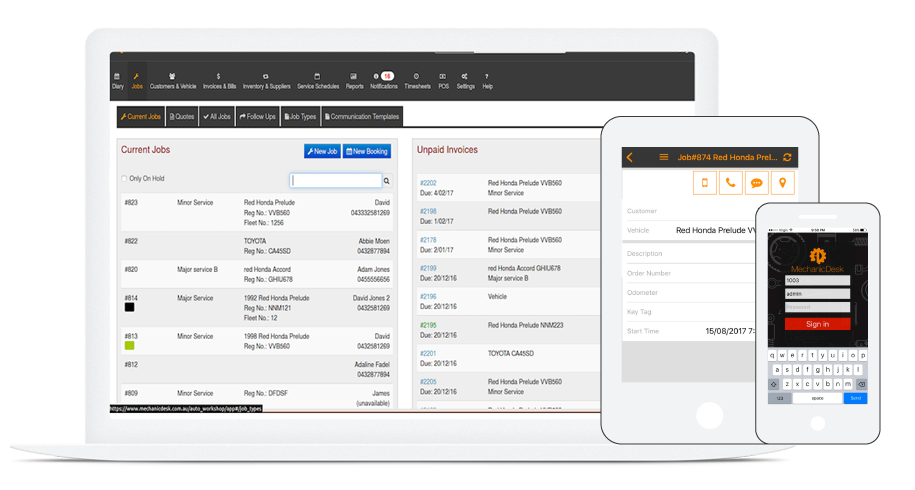 Diary Jobs Customers & Vehicle Invoices & Bills Inventory & Suppliers Service Schedules Reports 16 Notifications Timesheets POS Settings Help
Current Jobs Quotes All Jobs Follow Ups Job Types Communication Templates
Current Jobs New Job New Booking
Only On Hold
#823 Minor Service Red Honda Prelude David
Reg No.: VVB560 043332581269
Fleet No.: 1256
#822 TOYOTA Abbie Moen
Reg No.: CA45SD 0432877894
#820 Major service B red Honda Accord Adam Jones
Reg No.: GHIU678 0455556656
#814 Major Service 1992 Red Honda Prelude David Jones 2
Reg No.: NNM121 0432581269
Fleet No.: 12
#813 Minor Service 1998 Red Honda Prelude David
Reg No.: VVB560 0432581269
#812 Adaline Fadel
0432877894
#809 Minor Service Reg No.: DFDSF James
(unavailable)
https://www.mechanicdesk.com.au/auto_workshop/app#/job_types
Unpaid Invoices
#2202 Red Honda Prelude VVB560
Due: 4/02/17 Minor Service
#2198 Red Honda Prelude VVB560
Due: 1/02/17
#2178 Red Honda Prelude VVB560
Due: 2/01/17 Minor Service
#2199 red Honda Accord GHIU678
Due: 20/12/16 Major service B
#2196 Vehicle
Due: 20/12/16
#2195 Red Honda Prelude NNM223
Due: 20/12/16
#2201 TOYOTA CA45SD
Due: 20/12/16
#2205 Red Honda Prelude VVB560
Due: 20/12/16 Minor Service
Job#874 Red Honda Prel...
Customer
Vehicle Red Honda Prelude VV
Description
Order Number
Odometer
Key Tag
Start Time 15/08/2017 7:
9:50 PM
MechanicDesk
1003
admin
Password
Sign in
q w e r t y u i o p
a s d f g h j k l
z x c v b n m
123 space Send